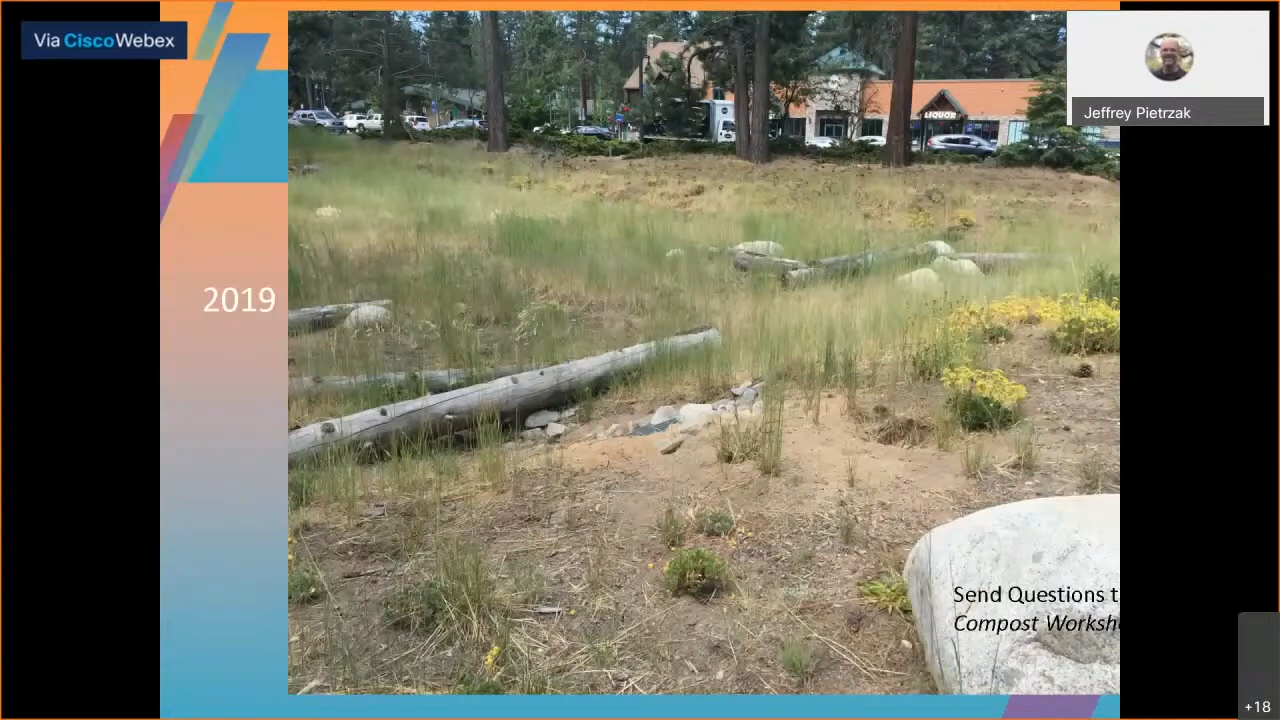 Via CiscoWebex
LIQUOR
Jeffrey Pietrzak
2019
Send Questions t
Compost Worksh
+18